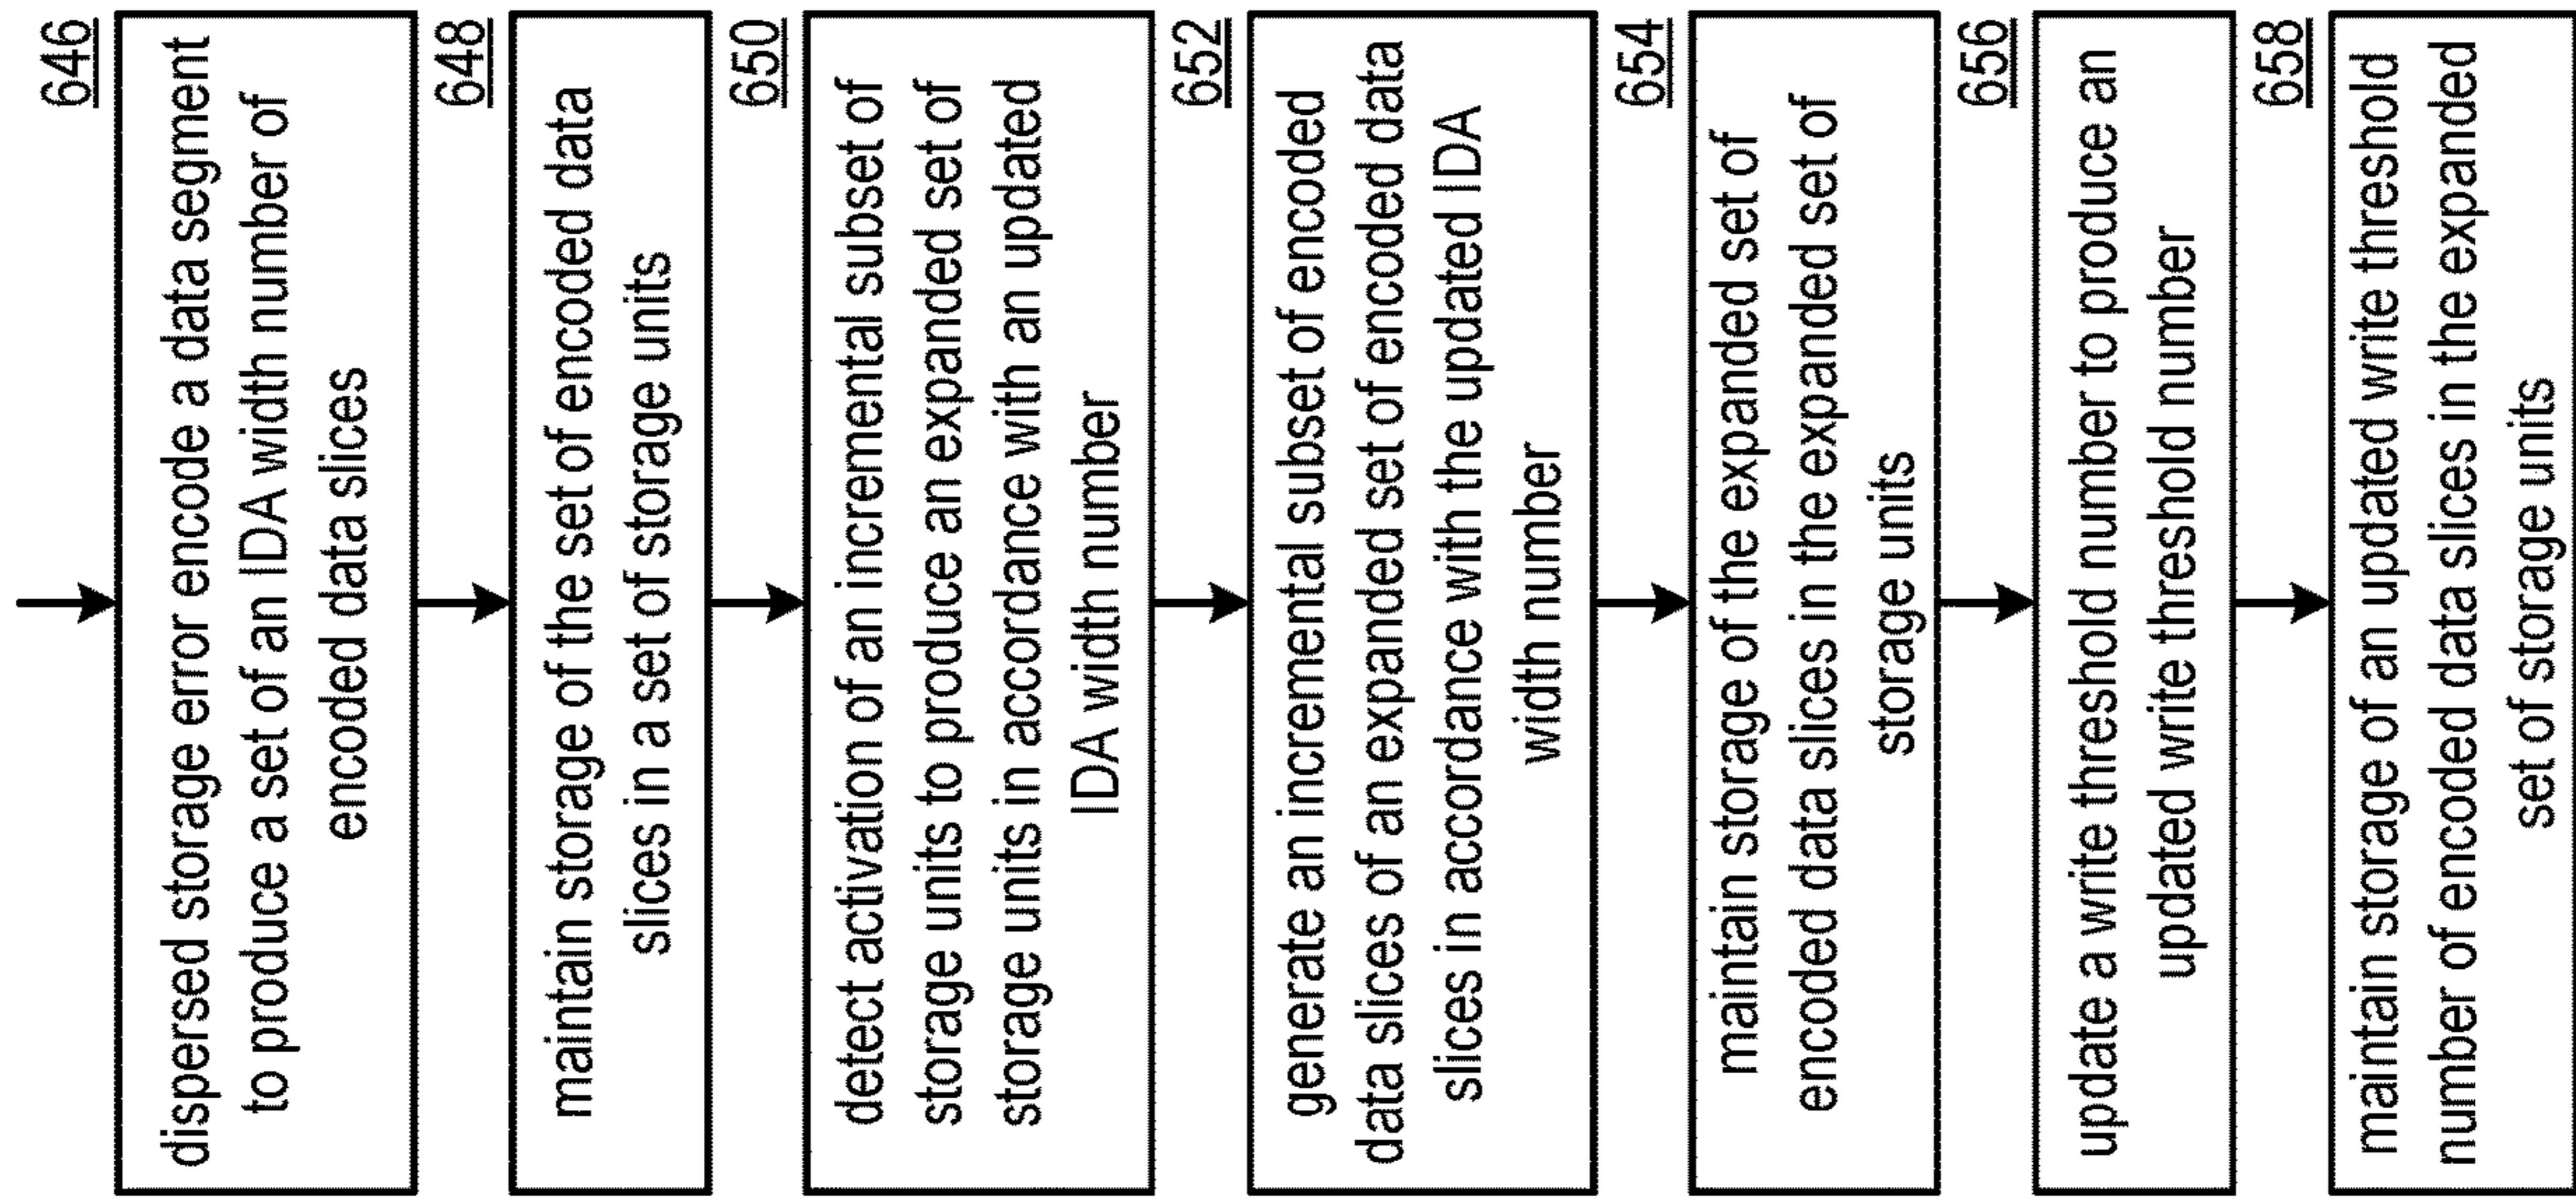 646
dispersed storage error encode a data segment
to produce a set of an IDA width number of
encoded data slices
648
maintain storage of the set of encoded data
slices in a set of storage units
650
detect activation of an incremental subset of
storage units to produce an expanded set of
storage units in accordance with an updated
IDA width number
652
generate an incremental subset of encoded
data slices of an expanded set of encoded data
slices in accordance with the updated IDA
width number
654
maintain storage of the expanded set of
encoded data slices in the expanded set of
storage units
656
update a write threshold number to produce an
updated write threshold number
658
maintain storage of an updated write threshold
number of encoded data slices in the expanded
set of storage units